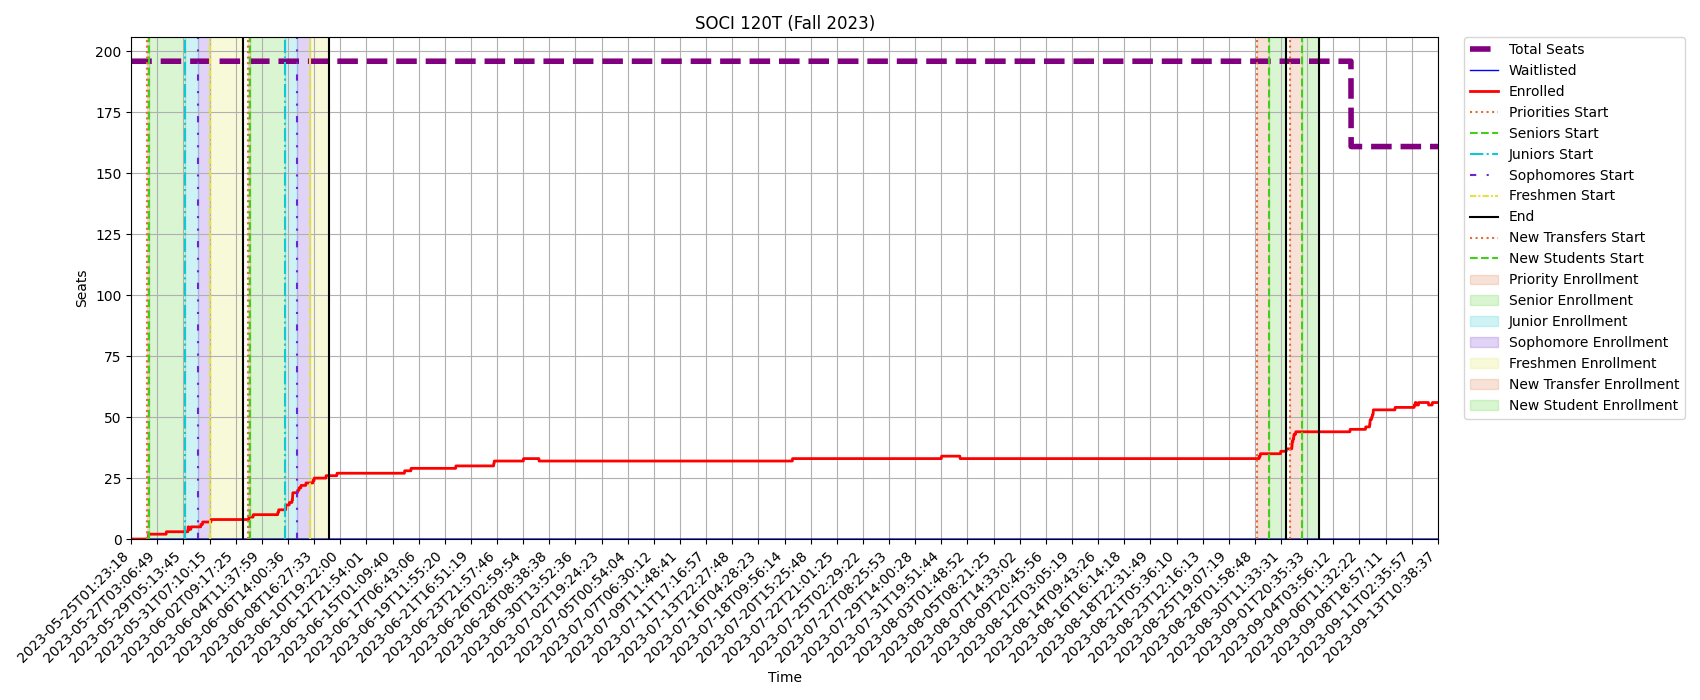 SOCI 120T (Fall 2023)
Seats
200
175
150
125
100
75
50
25
0
2023-05-25T01:23:18
2023-05-27T03:06:49
2023-05-29T05:13:45
2023-05-31T07:10:15
2023-06-02T09:17:25
2023-06-04T11:37:59
2023-06-06T14:00:36
2023-06-08T16:27:33
2023-06-10T19:22:00
2023-06-12T21:54:01
2023-06-15T01:09:40
2023-06-17T06:43:06
2023-06-19T11:55:20
2023-06-21T16:51:19
2023-06-23T21:57:46
2023-06-26T02:59:54
2023-06-28T08:38:38
2023-06-30T13:52:36
2023-07-02T19:24:23
2023-07-05T00:54:04
2023-07-07T06:30:12
2023-07-09T11:48:41
2023-07-11T17:16:57
2023-07-13T22:27:48
2023-07-16T04:28:23
2023-07-18T09:56:14
2023-07-20T15:25:48
2023-07-22T21:01:25
2023-07-25T02:29:22
2023-07-27T08:25:53
2023-07-29T14:00:28
2023-07-31T19:51:44
2023-08-03T01:48:52
2023-08-05T08:21:25
2023-08-07T14:33:02
2023-08-09T20:45:56
2023-08-12T03:05:19
2023-08-14T09:43:26
2023-08-16T16:14:18
2023-08-18T22:31:49
2023-08-21T05:36:10
2023-08-23T12:16:13
2023-08-25T19:07:19
2023-08-28T01:58:48
2023-08-30T11:33:31
2023-09-01T20:35:33
2023-09-04T03:56:12
2023-09-06T11:32:22
2023-09-08T18:57:11
2023-09-11T02:35:57
2023-09-13T10:38:37
Time
Total Seats
Waitlisted
Enrolled
Priorities Start
Seniors Start
Juniors Start
Sophomores Start
Freshmen Start
End
New Transfers Start
New Students Start
Priority Enrollment
Senior Enrollment
Junior Enrollment
Sophomore Enrollment
Freshmen Enrollment
New Transfer Enrollment
New Student Enrollment